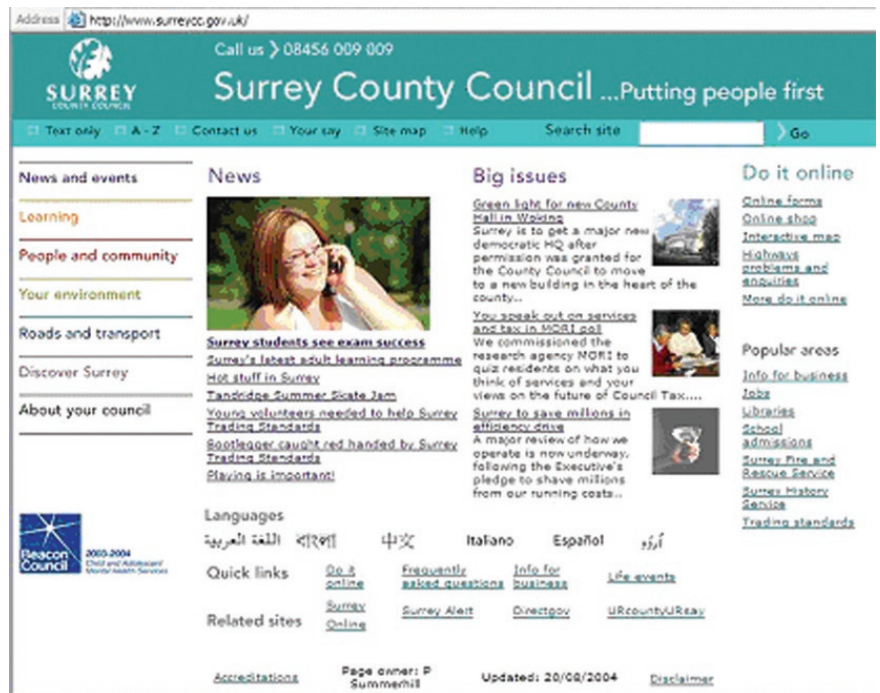 Address http://www.surreycc.gov.uk/
SURREY
COUNTY COUNCIL
Call us 08456 009 009
Surrey County Council ...Putting people first
Text only A - Z Contact us Your say Site map Help Search site Go
News and events
Learning
People and community
Your environment
Roads and transport
Discover Surrey
About your council
Beacon
Council
2003-2004
Child and Adolescent
Mental Health Services
News
Surrey students see exam success
Surrey's latest adult learning programme
Hot stuff in Surrey
Tandridge Summer Skate Jam
Young volunteers needed to help Surrey
Trading Standards
Bootlegger caught red handed by Surrey
Trading Standards
Playing is important!
Big issues
Green light for new County
Hall in Woking
Surrey is to get a major new
democratic HQ after
permission was granted for
the County Council to move
to a new building in the heart of the
county..
You speak out on services
and tax in MORI poll
We commissioned the
research agency MORI to
quiz residents on what you
think of services and your
views on the future of Council Tax....
Surrey to save millions in
efficiency drive
A major review of how we
operate is now underway,
following the Executive's
pledge to shave millions
from our running costs..
Do it online
Online forms
Online shop
Interactive map
Highways
problems and
enquiries
More do it online
Popular areas
Info for business
Jobs
Libraries
School
admissions
Surrey Fire and
Rescue Service
Surrey History
Service
Trading standards
Languages
اللغة العربية বাংলা 中文 Italiano Español اُردُو
Quick links Do it online Frequently asked questions Info for business Life events
Related sites Surrey Online Surrey Alert Directgov URcountyURsay
Accreditations Page owner: P Summerhill Updated: 20/08/2004 Disclaimer